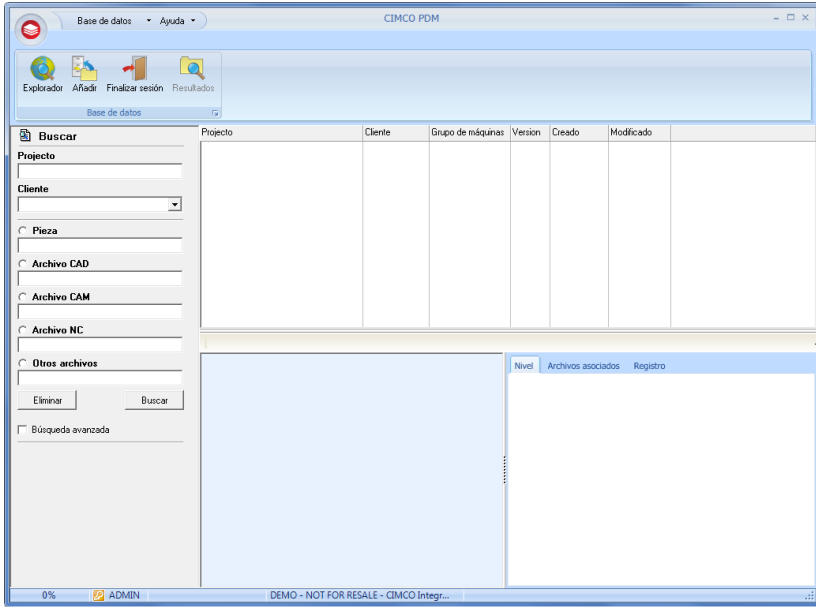 Base de datos Ayuda CIMCO PDM
Explorador Añadir Finalizar sesión Resultados
Base de datos
Buscar
Projecto Cliente Grupo de máquinas Version Creado Modificado
Projecto
Cliente
Pieza
Archivo CAD
Archivo CAM
Archivo NC
Otros archivos
Nivel Archivos asociados Registro
Eliminar Buscar
Búsqueda avanzada
0% ADMIN DEMO - NOT FOR RESALE - CIMCO Integr...